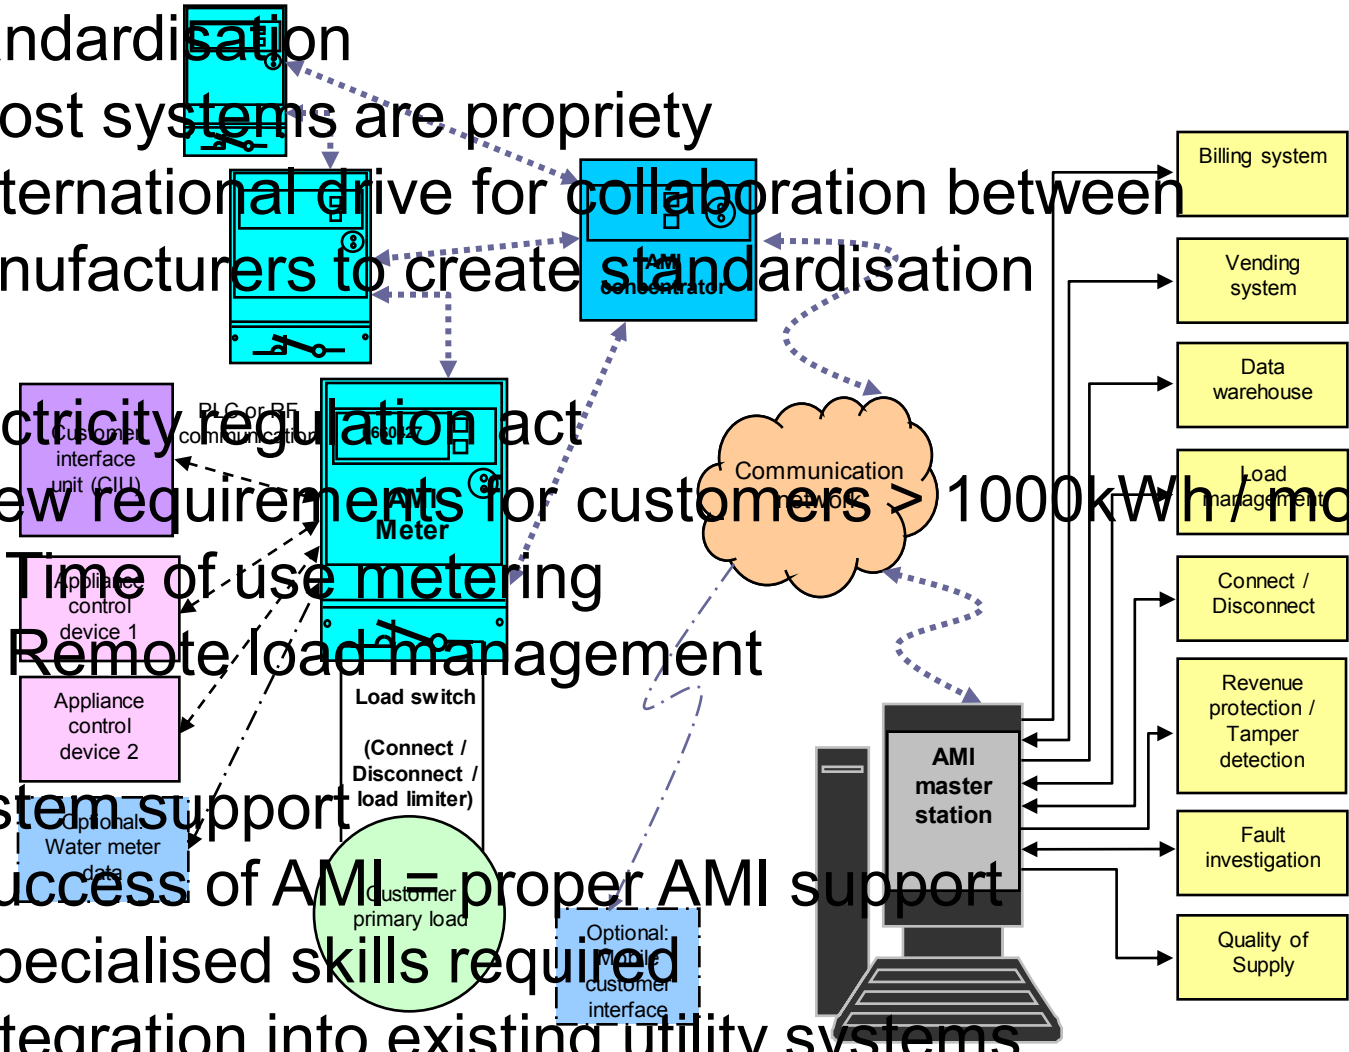 ndardisation
ost systems are propriety
ternational drive for collaboration between
nufacturers to create standardisation
ctricity regulation act
ew requirements for customers > 1000kWh / mo
Time of use metering
Remote load management
stem support
uccess of AMI = proper AMI support
pecialised skills required
tegration into existing utility systems
AMI
concentrator
PLC or RF
communication
Customer
interface
unit (CIU)
AMI
Meter
Appliance
control
device 1
Appliance
control
device 2
Optional:
Water meter
data
Load switch
(Connect /
Disconnect /
load limiter)
Customer
primary load
Communication
network
Optional:
Mobile
customer
interface
AMI
master
station
Billing system
Vending
system
Data
warehouse
Load
management
Connect /
Disconnect
Revenue
protection /
Tamper
detection
Fault
investigation
Quality of
Supply